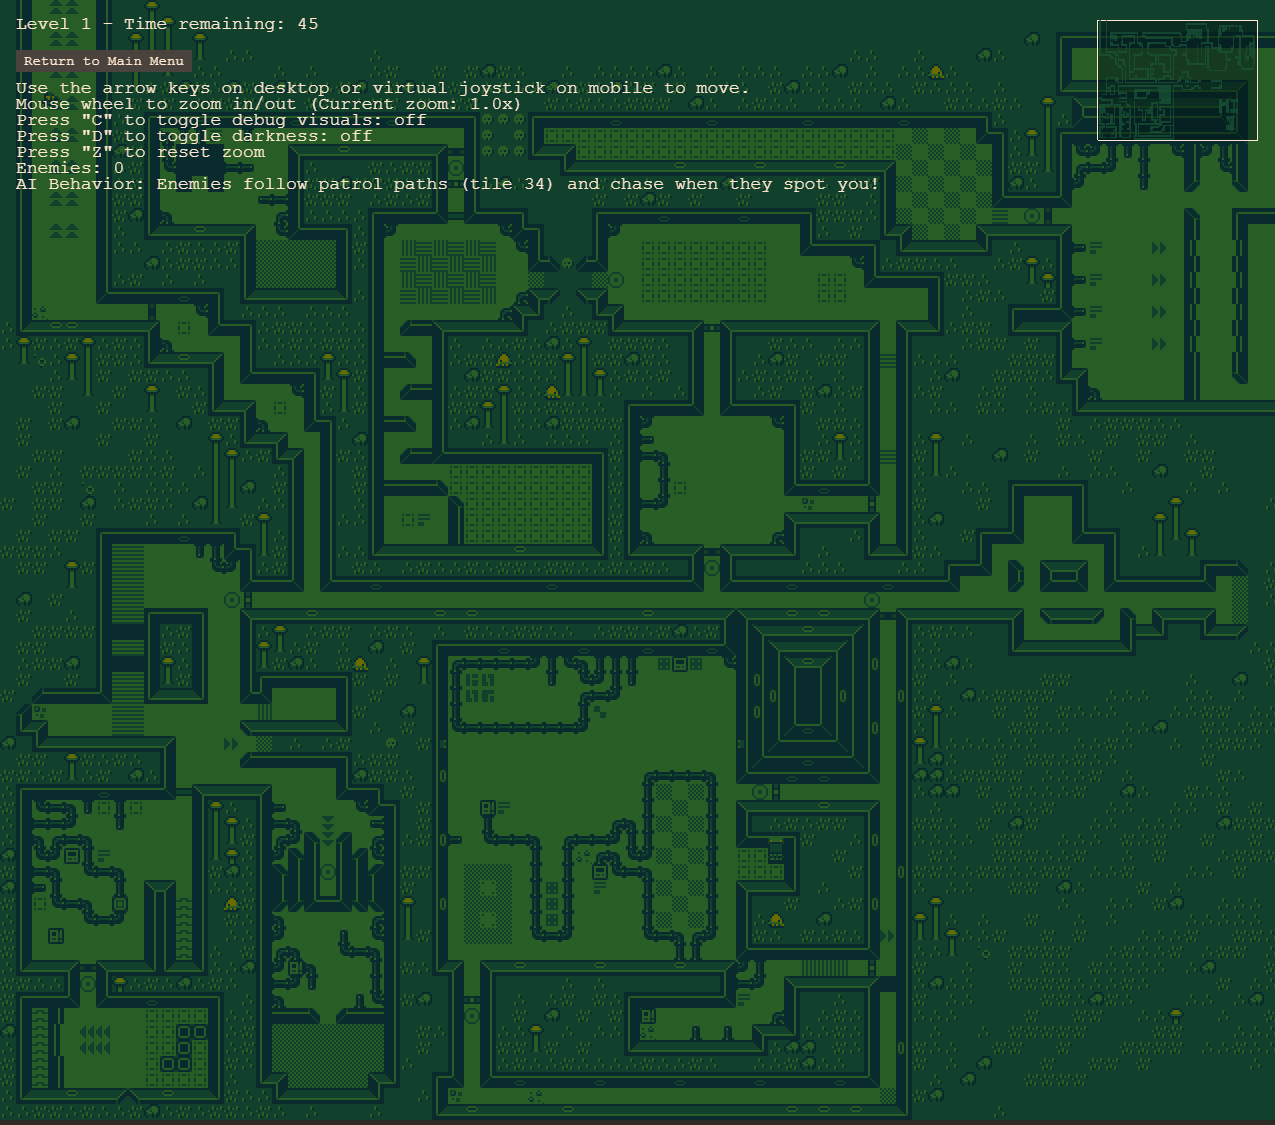 Level 1 - Time remaining: 45
Return to Main Menu
Use the arrow keys on desktop or virtual joystick on mobile to move.
Mouse wheel to zoom in/out (Current zoom: 1.0x)
Press "C" to toggle debug visuals: off
Press "D" to toggle darkness: off
Press "Z" to reset zoom
Enemies: 0
AI Behavior: Enemies follow patrol paths (tile 34) and chase when they spot you!